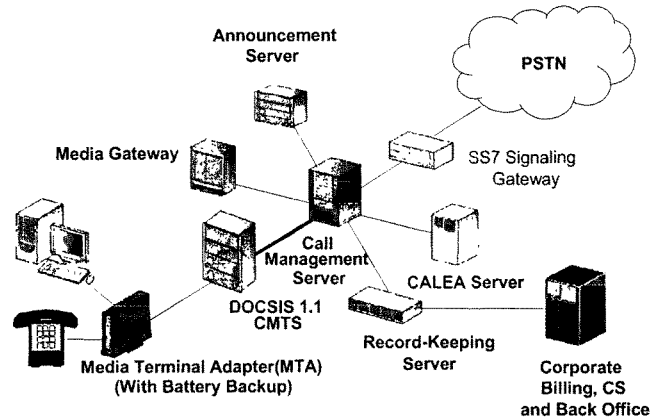 Announcement
Server
PSTN
Media Gateway
SS7 Signaling
Gateway
Call
Management
Server
CALEA Server
DOCSIS 1.1
CMTS
Record-Keeping
Server
Media Terminal Adapter(MTA)
(With Battery Backup)
Corporate
Billing, CS
and Back Office